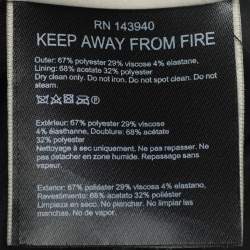 RN 143940
KEEP AWAY FROM FIRE
Outer: 67% polyester 29% viscose 4% elastane,
Lining: 68% acetate 32% polyester
Dry clean only. Do not iron. Do not spot clean. Do not
steam.
Extérieur: 67% polyester 29% viscose
4% élasthanne, Doublure: 68% acétate
32% polyester
Nettoyage à sec uniquement. Ne pas repasser. Ne
pas detacher en zone humide. Repassage sans
vapeur.
Exterior: 67% poliéster 29% viscosa 4% elastano,
Revestimiento: 68% acetato 32% poliéster
Limpieza en seco. No planchar. No limpiar
las manchas. No de vapor.